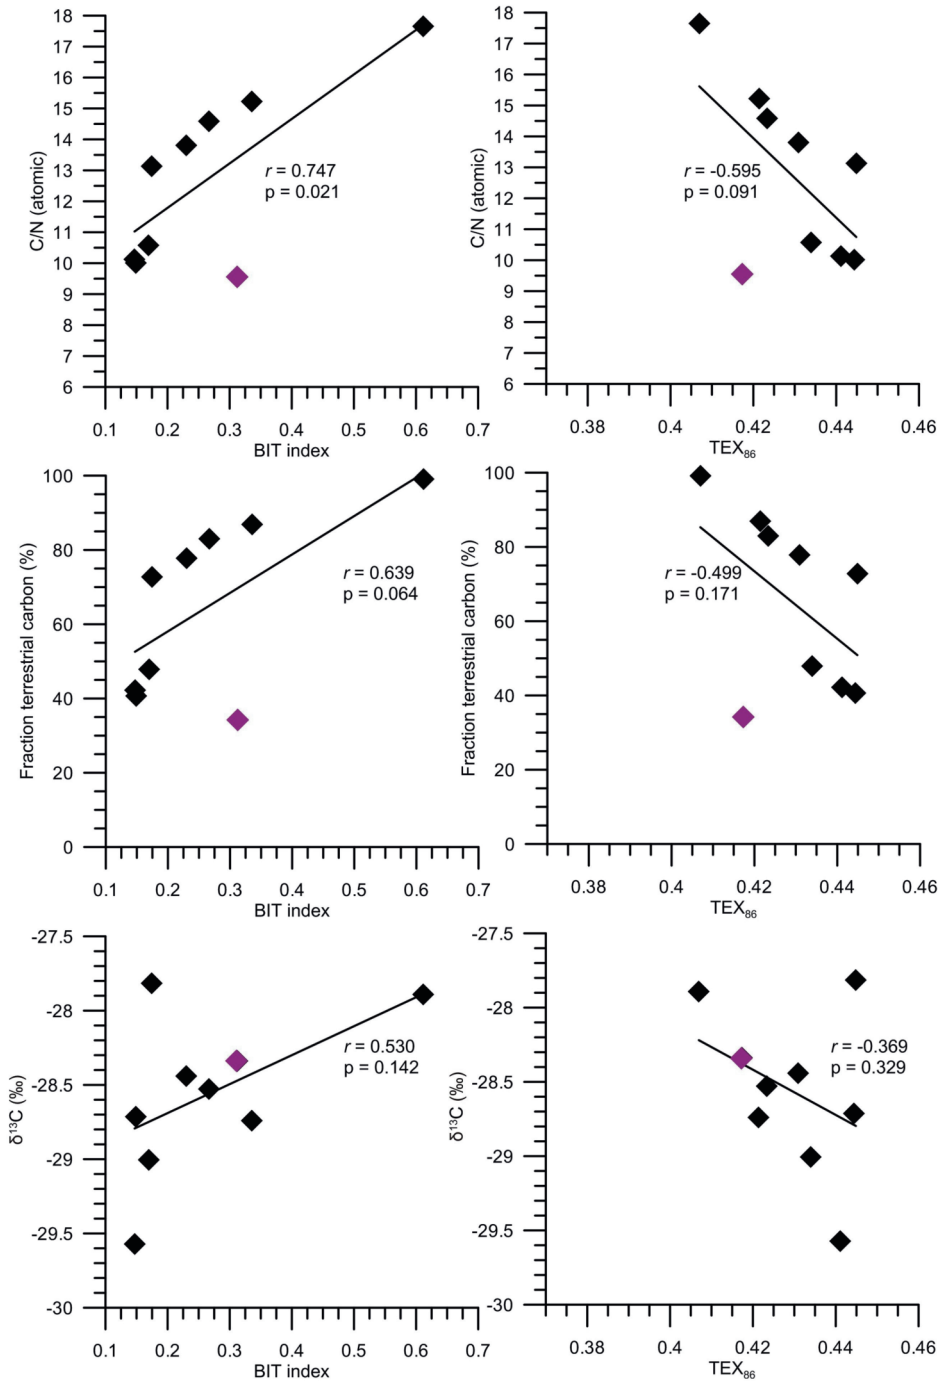 18
17
16
15
14
13
12
11
10
9
8
7
6
C/N (atomic)
r = 0.747
p = 0.021
0.1 0.2 0.3 0.4 0.5 0.6 0.7
BIT index
18
17
16
15
14
13
12
11
10
9
8
7
6
C/N (atomic)
r = -0.595
p = 0.091
0.38 0.4 0.42 0.44 0.46
TEX86
100
80
60
40
20
0
Fraction terrestrial carbon (%)
r = 0.639
p = 0.064
0.1 0.2 0.3 0.4 0.5 0.6 0.7
BIT index
100
80
60
40
20
0
Fraction terrestrial carbon (%)
r = -0.499
p = 0.171
0.38 0.4 0.42 0.44 0.46
TEX86
-27.5
-28
-28.5
-29
-29.5
-30
δ13C (‰)
r = 0.530
p = 0.142
0.1 0.2 0.3 0.4 0.5 0.6 0.7
BIT index
-27.5
-28
-28.5
-29
-29.5
-30
δ13C (‰)
r = -0.369
p = 0.329
0.38 0.4 0.42 0.44 0.46
TEX86